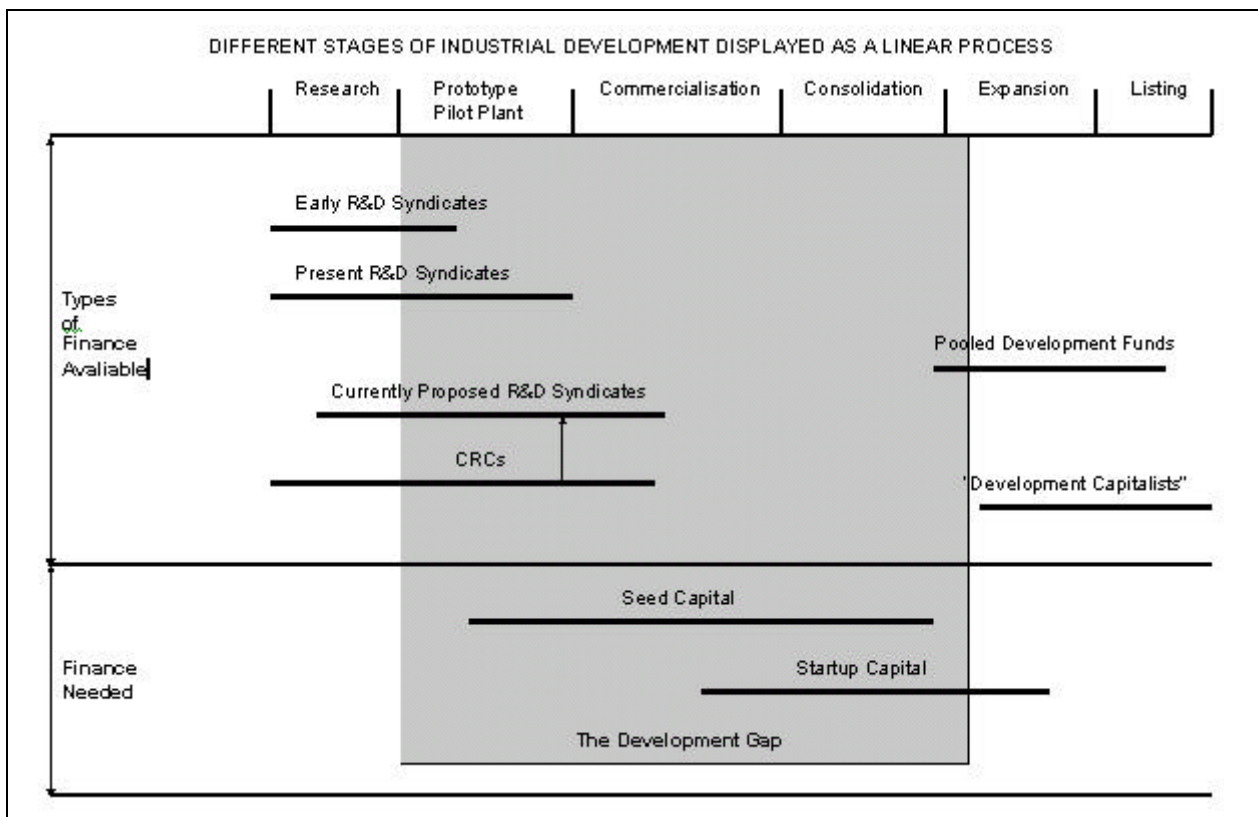 DIFFERENT STAGES OF INDUSTRIAL DEVELOPMENT DISPLAYED AS A LINEAR PROCESS
Research
Prototype
Pilot Plant
Commercialisation
Consolidation
Expansion
Listing
Early R&D Syndicates
Present R&D Syndicates
Types
of
Finance
Avaliable
Pooled Development Funds
Currently Proposed R&D Syndicates
CRCs
"Development Capitalists"
Seed Capital
Finance
Needed
Startup Capital
The Development Gap